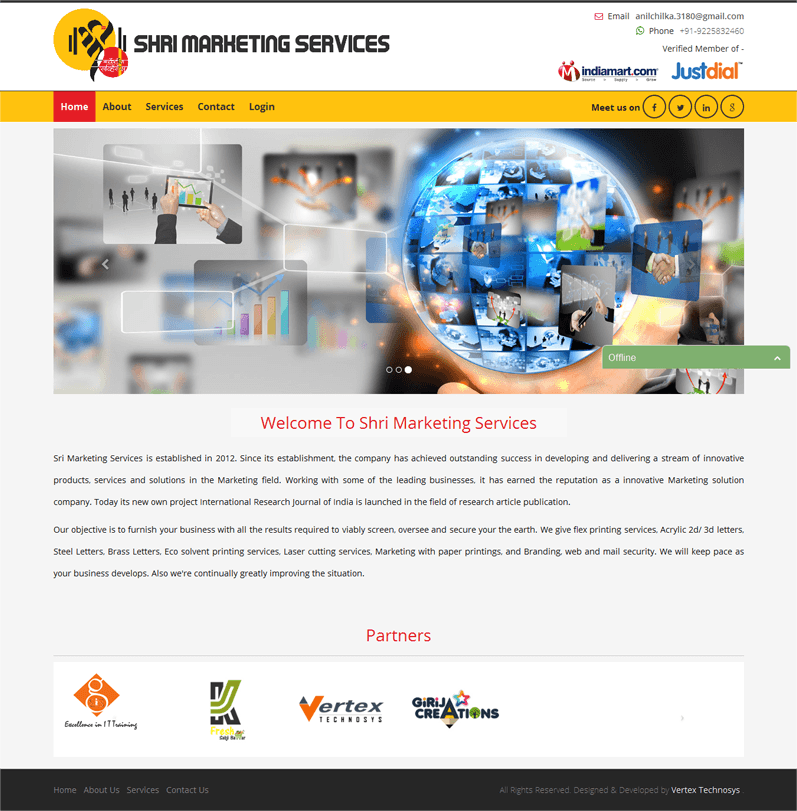 SHRI MARKETING SERVICES
Email anilchilka.3180@gmail.com
Phone +91-9225832460
Verified Member of -
indiamart.com
Justdial™
Home About Services Contact Login
Meet us on
Offline
Welcome To Shri Marketing Services
Sri Marketing Services is established in 2012. Since its establishment, the company has achieved outstanding success in developing and delivering a stream of innovative
products, services and solutions in the Marketing field. Working with some of the leading businesses, it has earned the reputation as a innovative Marketing solution
company. Today its new own project International Research Journal of India is launched in the field of research article publication.
Our objective is to furnish your business with all the results required to viably screen, oversee and secure your the earth. We give flex printing services, Acrylic 2d/ 3d letters,
Steel Letters, Brass Letters, Eco solvent printing services, Laser cutting services, Marketing with paper printings, and Branding, web and mail security. We will keep pace as
your business develops. Also we're continually greatly improving the situation.
Partners
Excellence in IT Training
Fresh
Vertex
TECHNOSYS
GiRiJ
CREATiONS
Home About Us Services Contact Us
All Rights Reserved, Designed & Developed by Vertex Technosys